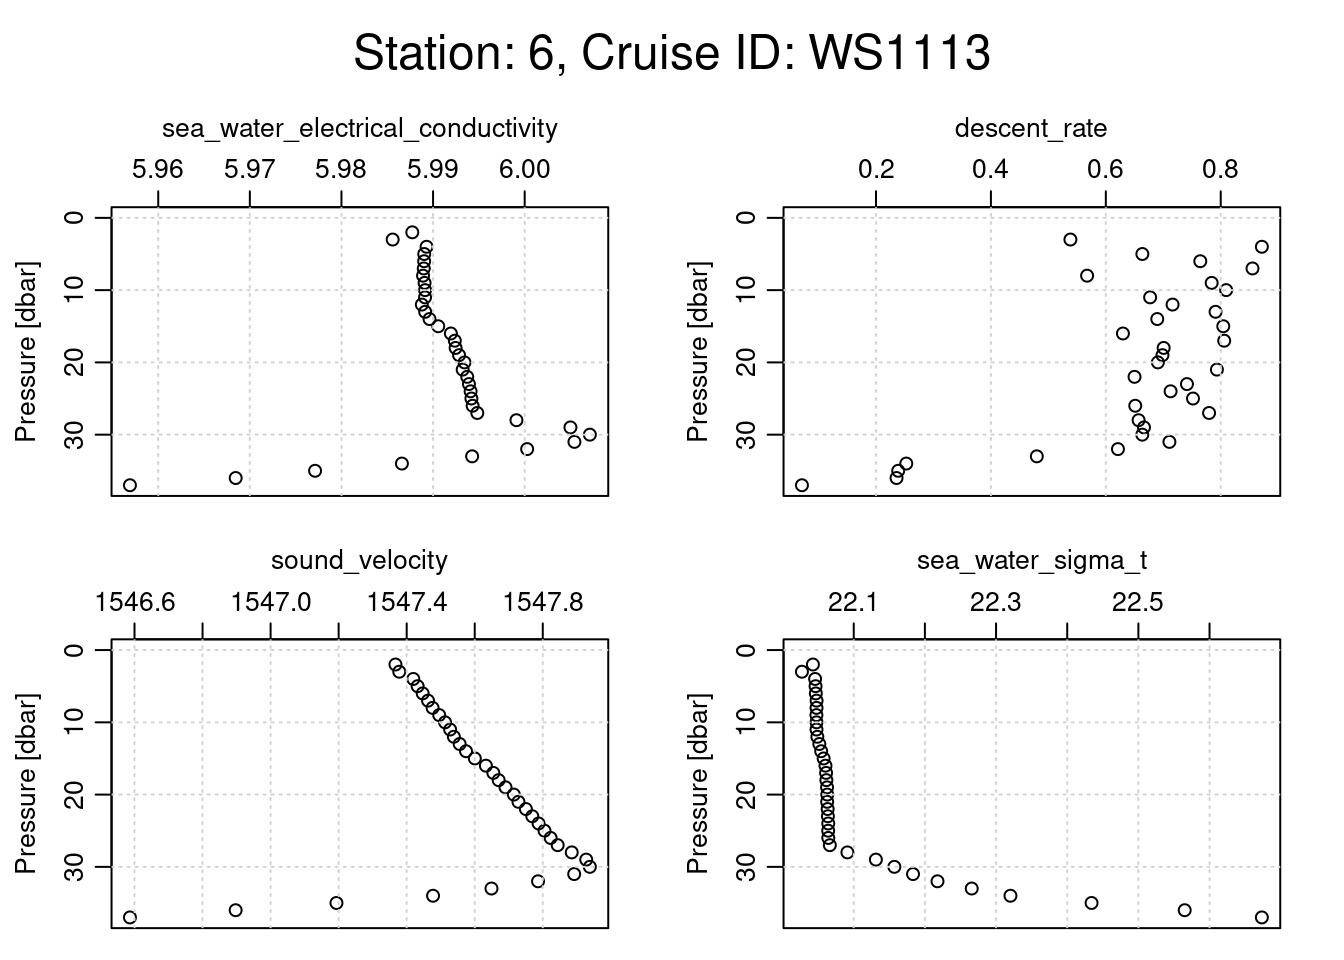 Station: 6, Cruise ID: WS1113
sea_water_electrical_conductivity
5.96 5.97 5.98 5.99 6.00
Pressure [dbar]
0
10
20
30
descent_rate
0.2 0.4 0.6 0.8
Pressure [dbar]
0
10
20
30
sound_velocity
1546.6 1547.0 1547.4 1547.8
Pressure [dbar]
0
10
20
30
sea_water_sigma_t
22.1 22.3 22.5
Pressure [dbar]
0
10
20
30